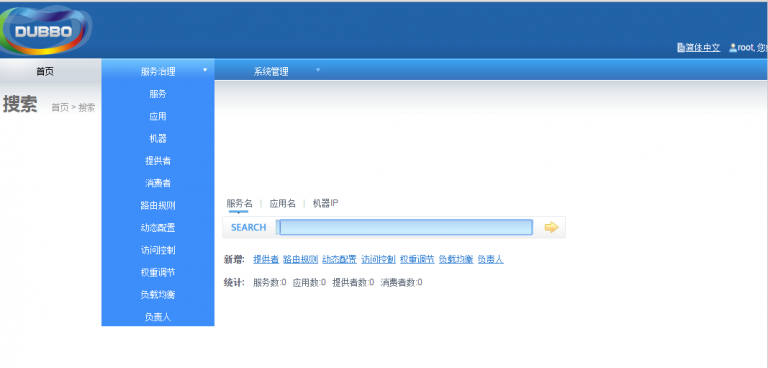 DUBBO
简体中文 root, 您
首页 服务治理 系统管理
搜索 首页 > 搜索
服务
应用
机器
提供者
消费者
路由规则
动态配置
访问控制
权重调节
负载均衡
负责人
服务名 | 应用名 | 机器IP
SEARCH
新增: 提供者 路由规则 动态配置 访问控制 权重调节 负载均衡 负责人
统计: 服务数:0 应用数:0 提供者数:0 消费者数:0